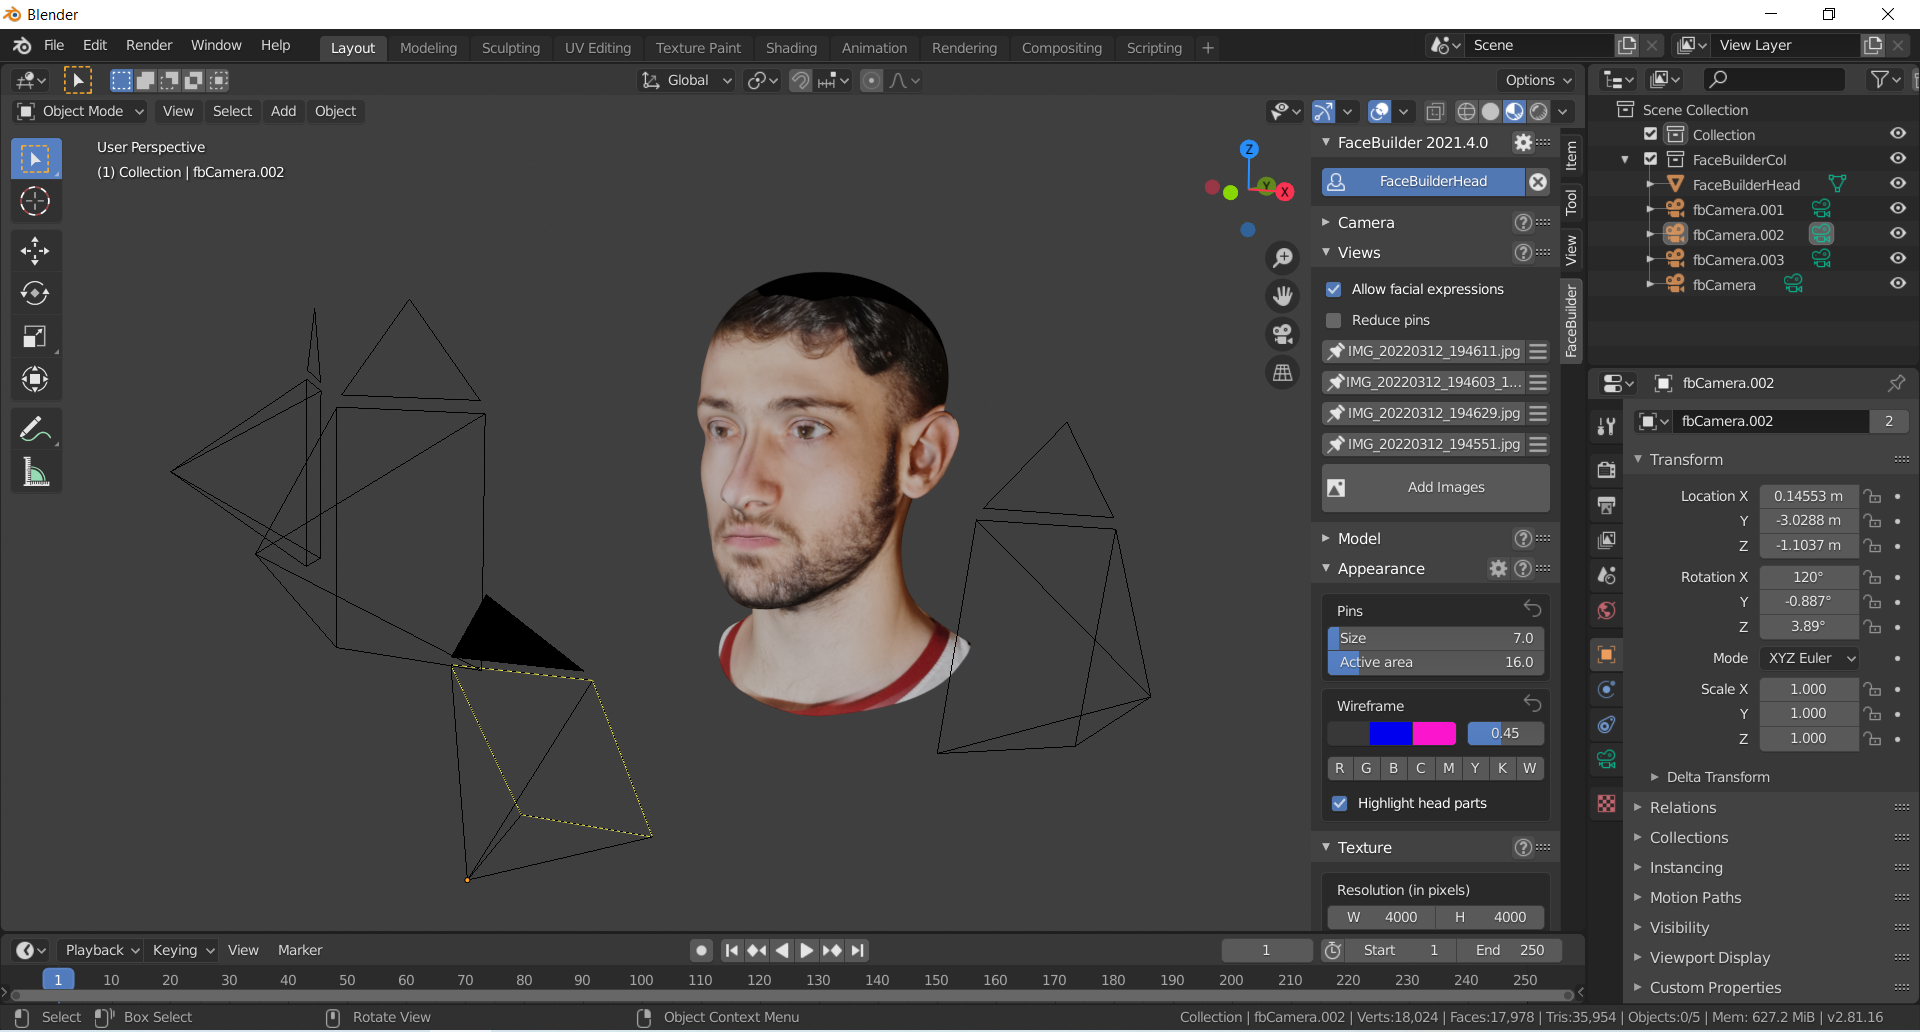 Blender
File Edit Render Window Help Layout Modeling Sculpting UV Editing Texture Paint Shading Animation Rendering Compositing Scripting + Scene View Layer
Global Options
Object Mode View Select Add Object
User Perspective
(1) Collection | fbCamera.002
Z
Y
X
FaceBuilder 2021.4.0
FaceBuilderHead
Camera
Views
Allow facial expressions
Reduce pins
IMG_20220312_194611.jpg
IMG_20220312_194603_1...
IMG_20220312_194629.jpg
IMG_20220312_194551.jpg
Add Images
Model
Appearance
Pins
Size 7.0
Active area 16.0
Wireframe
0.45
R G B C M Y K W
Highlight head parts
Texture
Resolution (in pixels)
W 4000 H 4000
Item
Tool
View
FaceBuilder
Scene Collection
Collection
FaceBuilderCol
FaceBuilderHead
fbCamera.001
fbCamera.002
fbCamera.003
fbCamera
fbCamera.002
fbCamera.002 2
Transform
Location X 0.14553 m
Y -3.0288 m
Z -1.1037 m
Rotation X 120°
Y -0.887°
Z 3.89°
Mode XYZ Euler
Scale X 1.000
Y 1.000
Z 1.000
Delta Transform
Relations
Collections
Instancing
Motion Paths
Visibility
Viewport Display
Custom Properties
Playback Keying View Marker 1 Start 1 End 250
1 10 20 30 40 50 60 70 80 90 100 110 120 130 140 150 160 170 180 190 200 210 220 230 240 250
Select Box Select Rotate View Object Context Menu Collection | fbCamera.002 | Verts:18,024 | Faces:17,978 | Tris:35,954 | Objects:0/5 | Mem: 627.2 MiB | v2.81.16